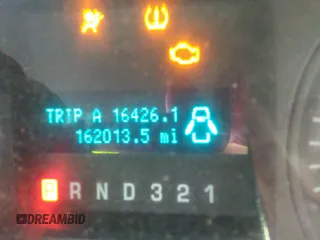 TRIP A 16426.1
162013.5 mi
P R N D 3 2 1
DREAMBID